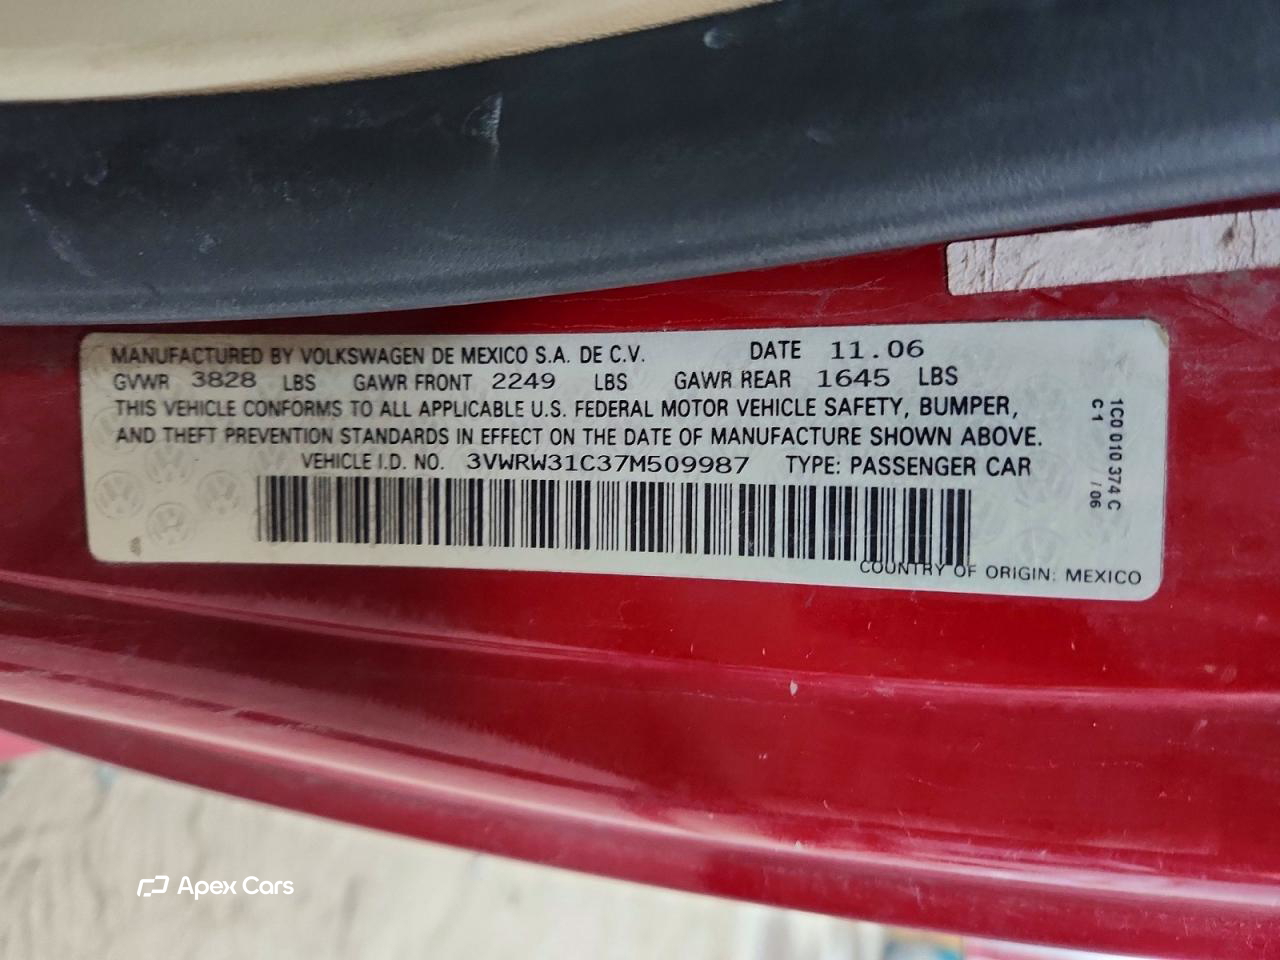 MANUFACTURED BY VOLKSWAGEN DE MEXICO S.A. DE C.V. DATE 11.06
GVWR 3828 LBS GAWR FRONT 2249 LBS GAWR REAR 1645 LBS
THIS VEHICLE CONFORMS TO ALL APPLICABLE U.S. FEDERAL MOTOR VEHICLE SAFETY, BUMPER,
AND THEFT PREVENTION STANDARDS IN EFFECT ON THE DATE OF MANUFACTURE SHOWN ABOVE.
VEHICLE I.D. NO. 3VWRW31C37M509987 TYPE: PASSENGER CAR
COUNTRY OF ORIGIN: MEXICO
1C0 010 374 C
C1 / 06
Apex Cars